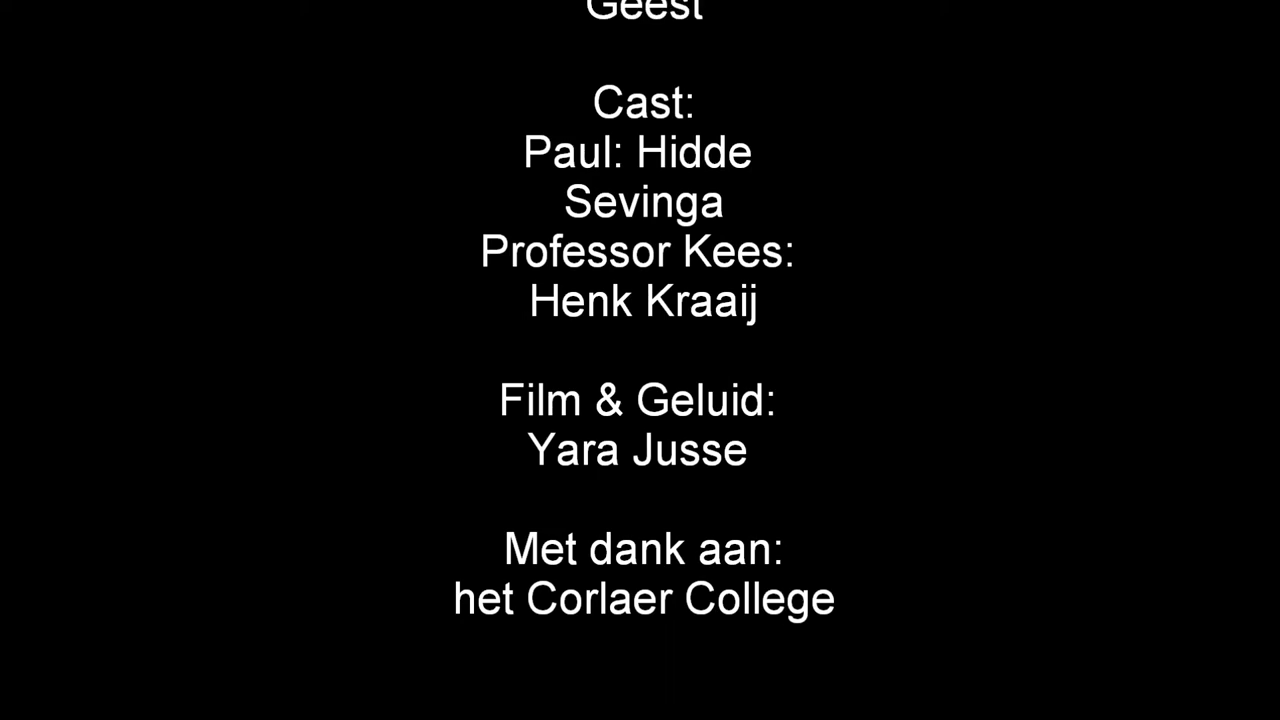 Geest
Cast:
Paul: Hidde
Sevinga
Professor Kees:
Henk Kraaij
Film & Geluid:
Yara Jusse
Met dank aan:
het Corlaer College